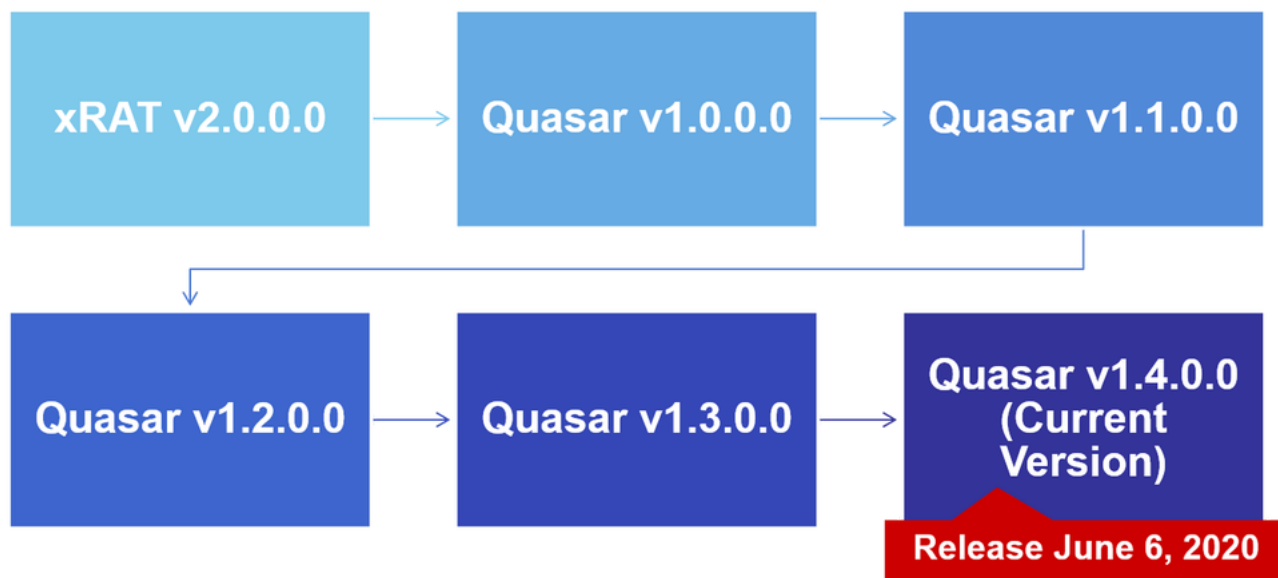 xRAT v2.0.0.0
Quasar v1.0.0.0
Quasar v1.1.0.0
Quasar v1.2.0.0
Quasar v1.3.0.0
Quasar v1.4.0.0
(Current
Version)
Release June 6, 2020